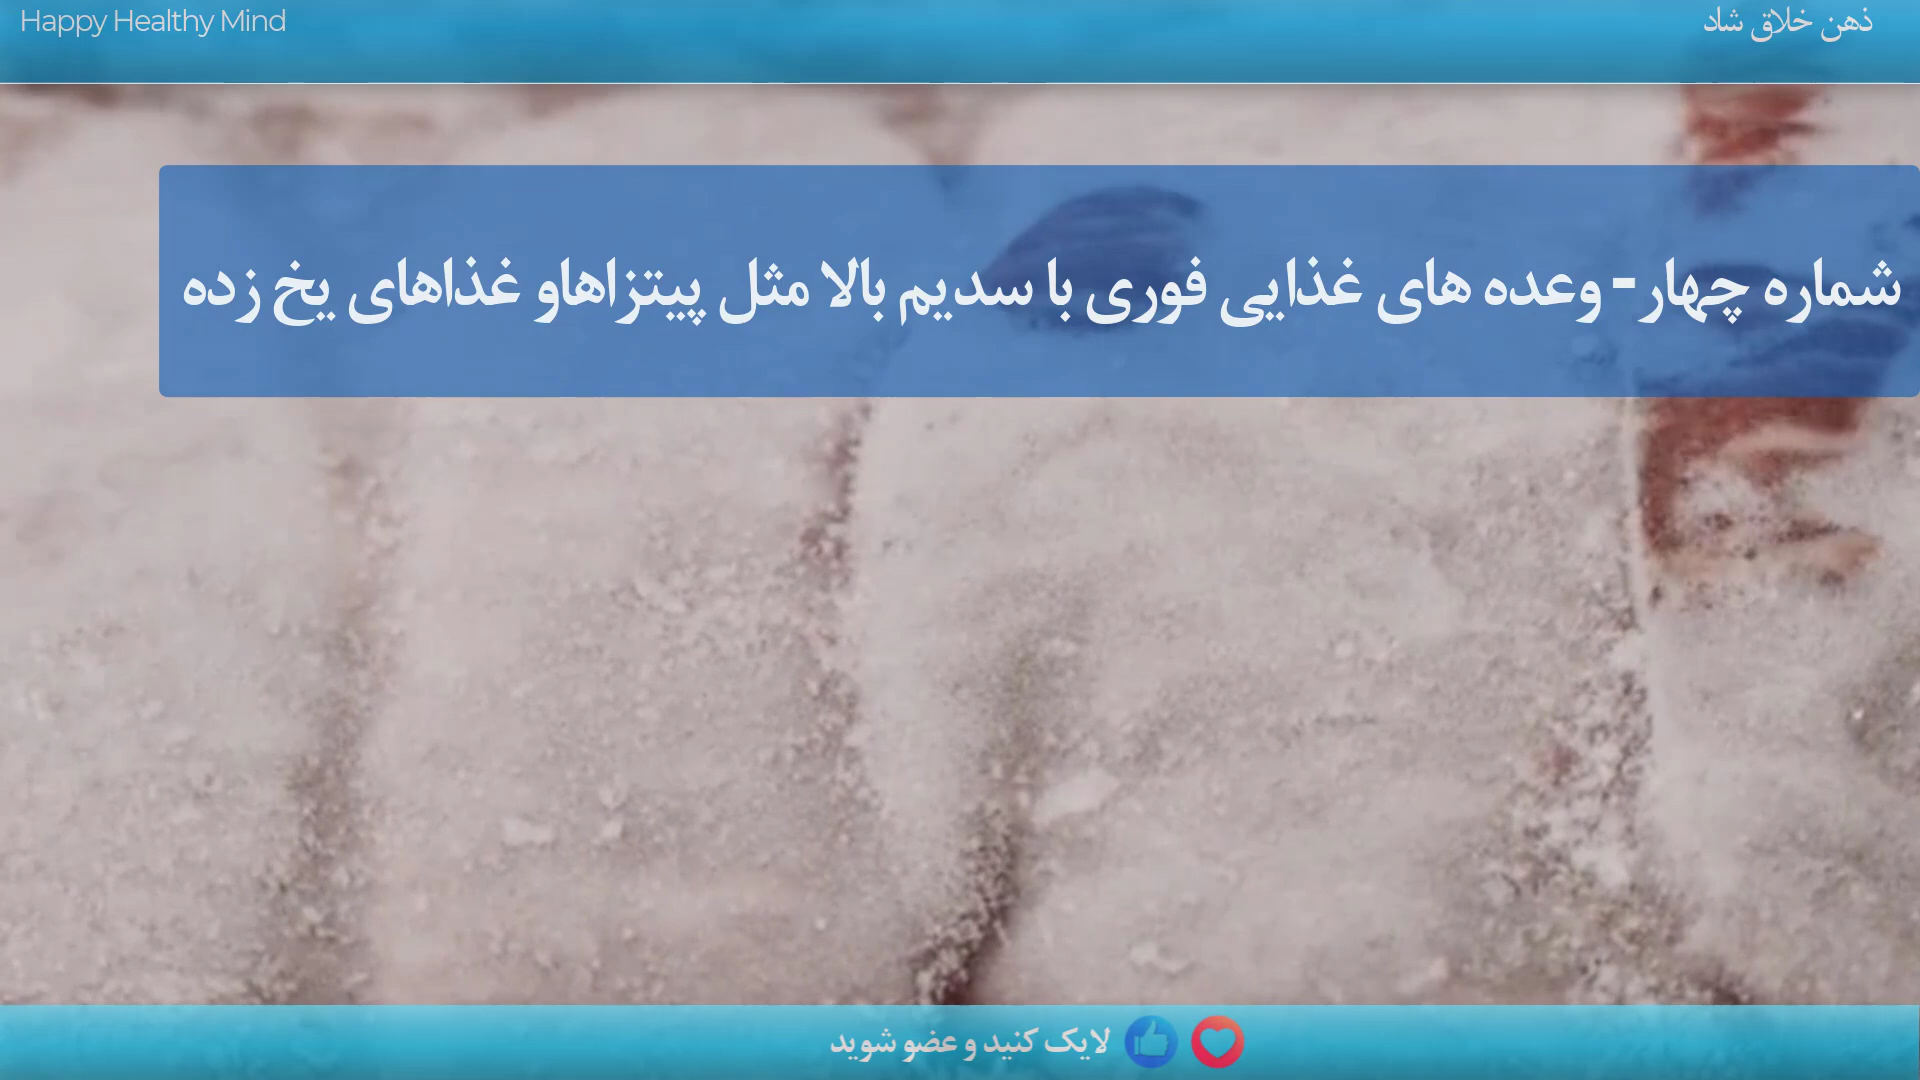 Happy Healthy Mind
ذهن خلاق شاد
شماره چهار- وعده های غذایی فوری با سدیم بالا مثل پیتزاهاو غذاهای یخ زده
لایک کنید و عضو شوید